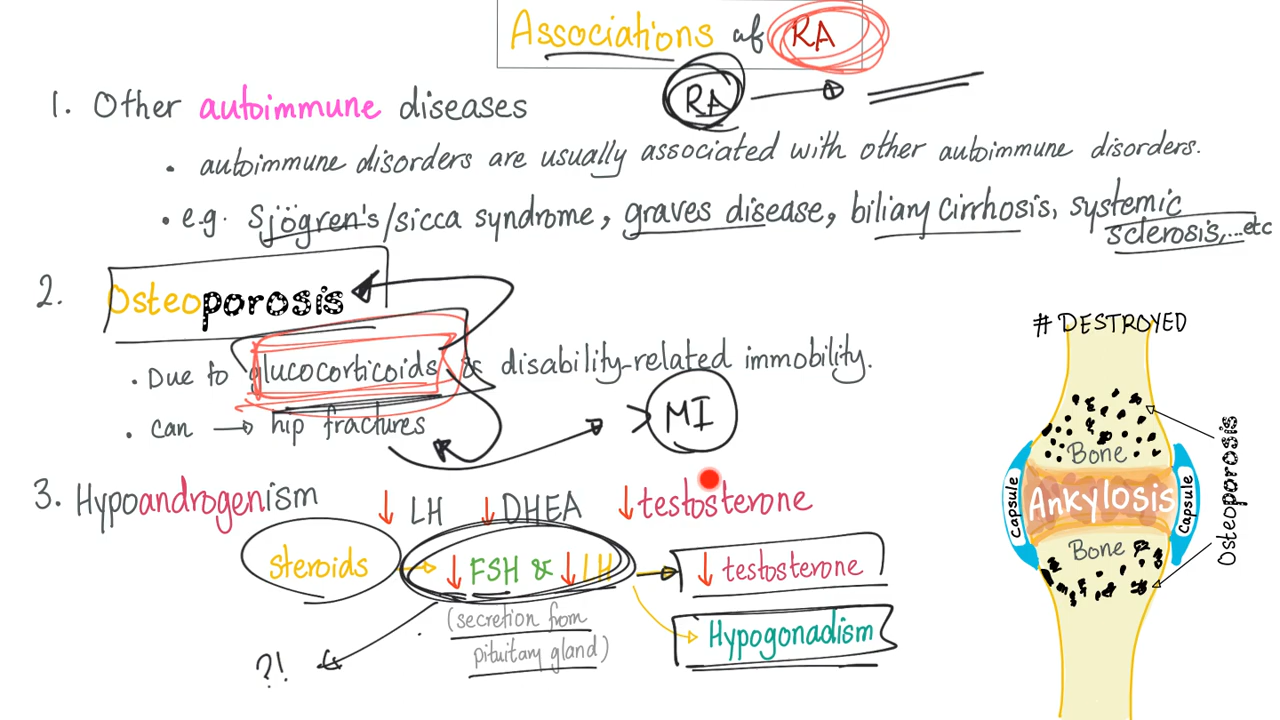 Associations of RA
RA →
1. Other autoimmune diseases
• autoimmune disorders are usually associated with other autoimmune disorders.
• e.g. Sjögren's/sicca syndrome, graves disease, biliary cirrhosis, systemic
sclerosis,...etc
2. Osteoporosis
• Due to glucocorticoids & disability-related immobility.
• can → hip fractures
MI
3. Hypoandrogenism ↓ LH ↓ DHEA ↓ testosterone
steroids → ↓ FSH & ↓ LH → ↓ testosterone
(secretion from
pituitary gland)
Hypogonadism
?!
# DESTROYED
Bone
Capsule
Ankylosis
Capsule
Bone
Osteoporosis